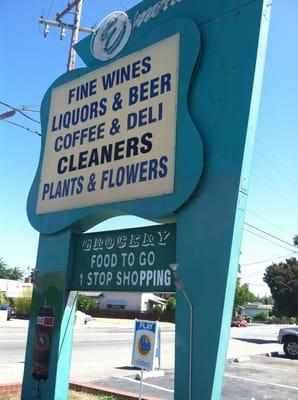 FINE WINES
LIQUORS & BEER
COFFEE & DELI
CLEANERS
PLANTS & FLOWERS
GROCERY
FOOD TO GO
1 STOP SHOPPING
PLAY